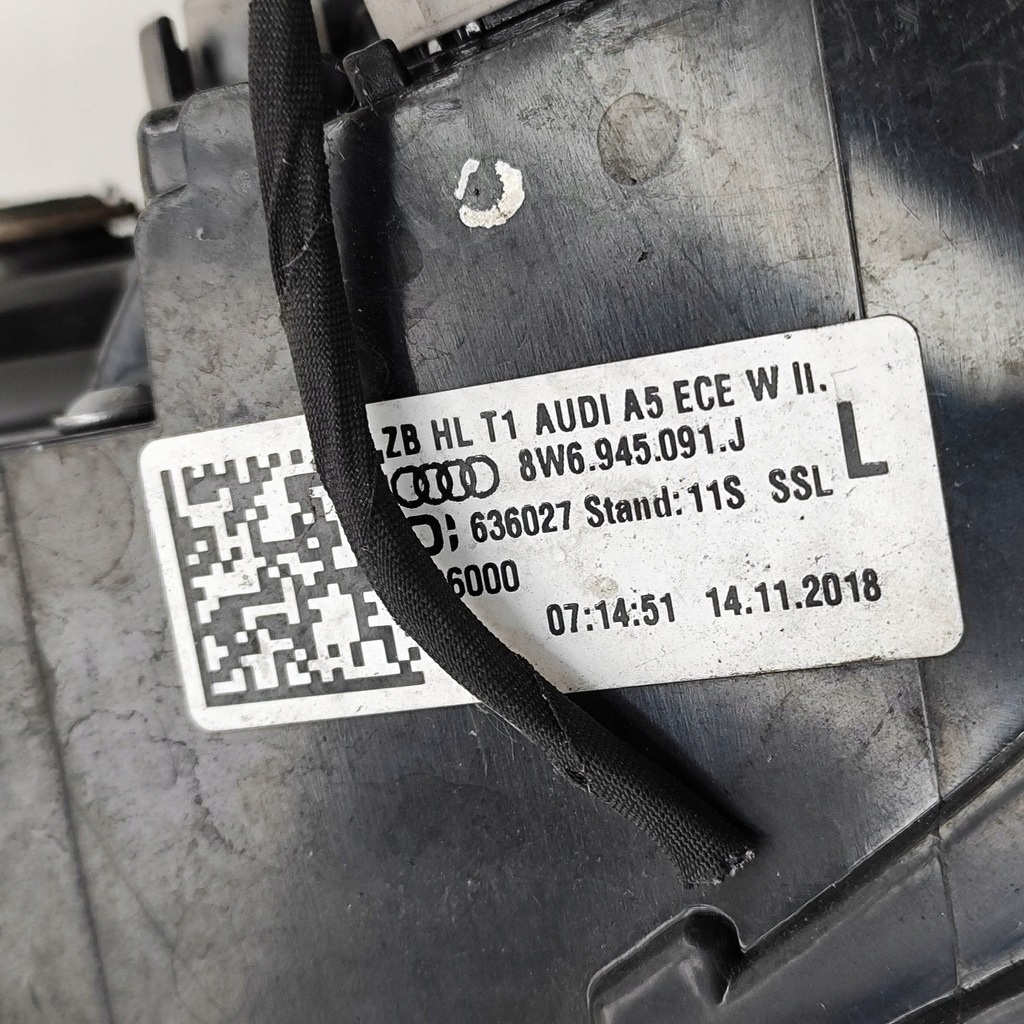 ZB HL T1 AUDI A5 ECE W II.
8W6.945.091.J L
D; 636027 Stand: 11S SSL
6000
07:14:51 14.11.2018